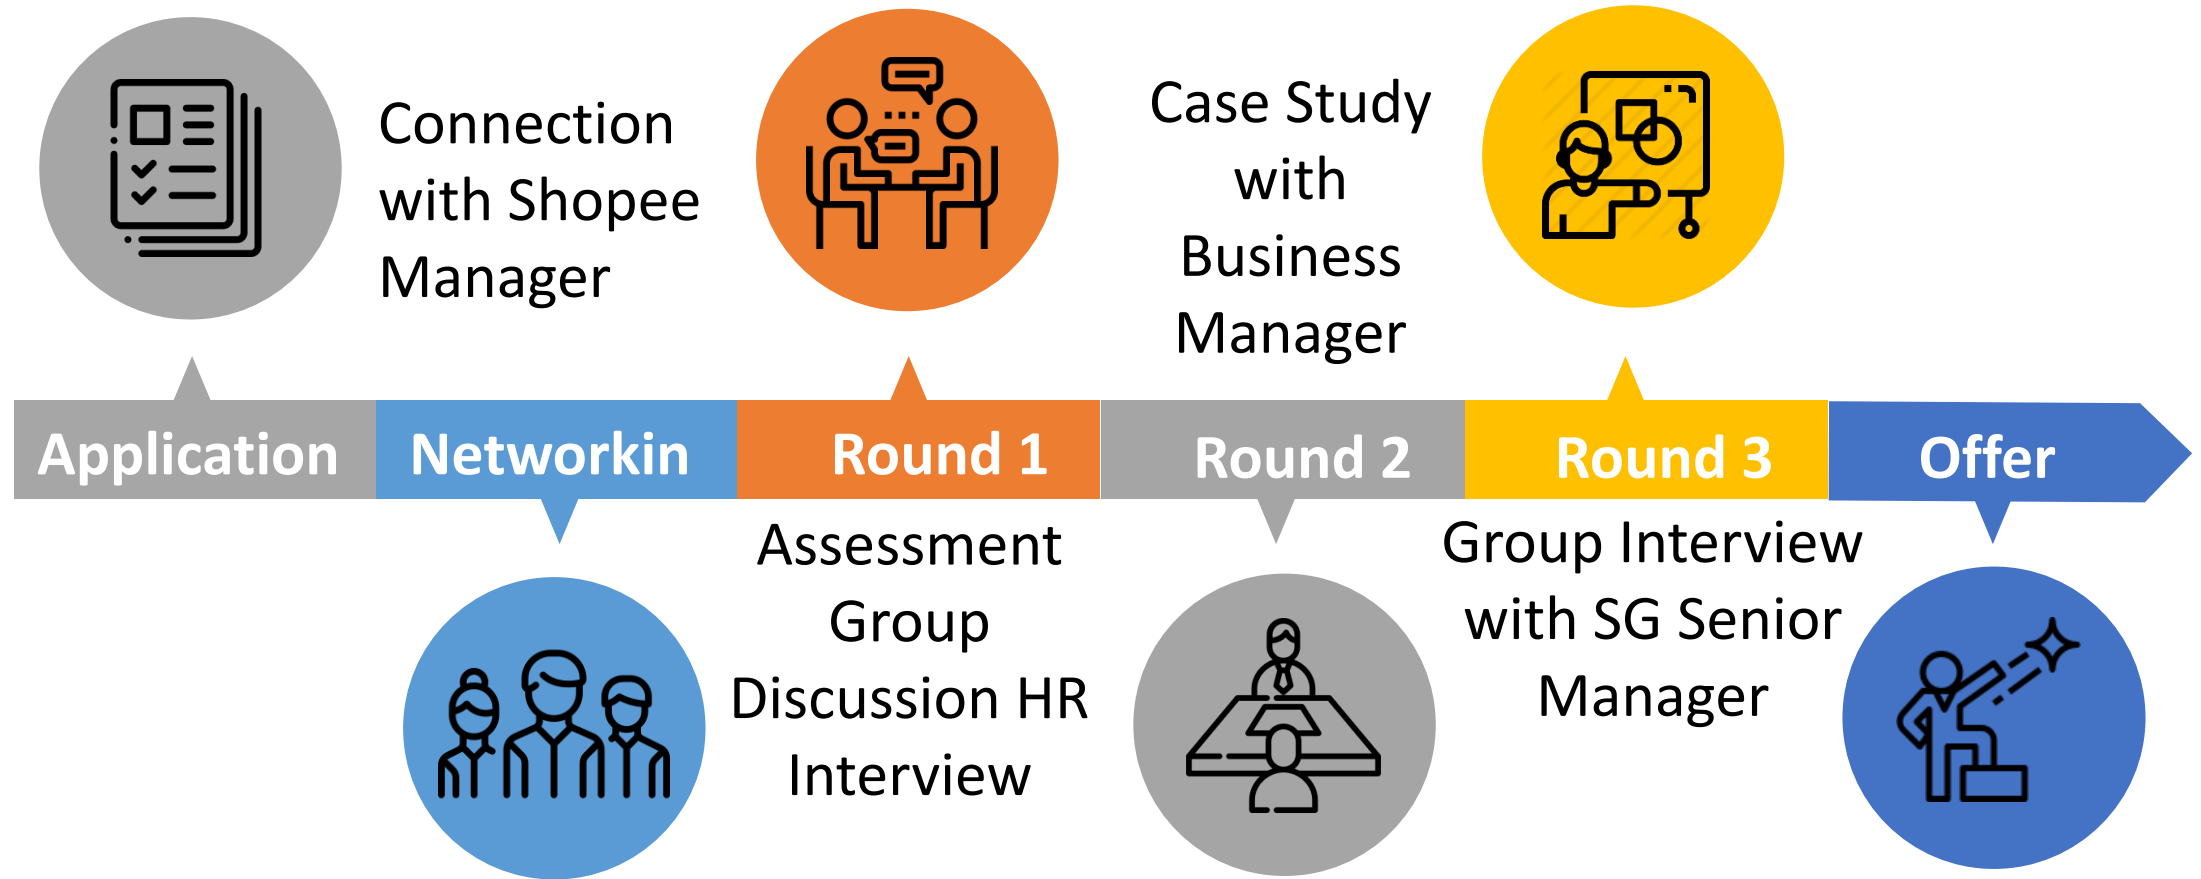 Connection
with Shopee
Manager
Case Study
with
Business
Manager
Application
Networkin
Round 1
Round 2
Round 3
Offer
Assessment
Group
Discussion HR
Interview
Group Interview
with SG Senior
Manager